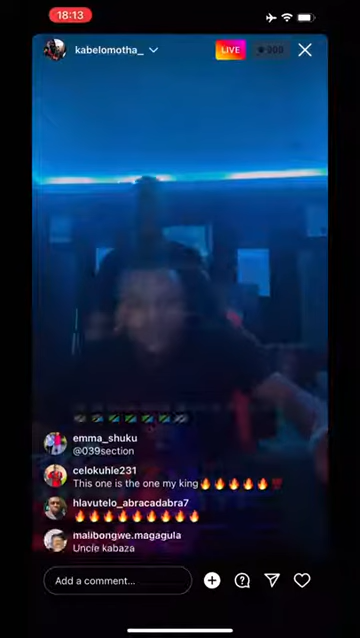 18:13
kabelomotha_
LIVE
900
emma_shuku
@039section
celokuhle231
This one is the one my king🔥🔥🔥🔥🔥💯
hlavutelo_abracadabra7
🔥🔥🔥🔥🔥🔥🔥🔥🔥
malibongwe.magagula
Uncle kabaza
Add a comment...